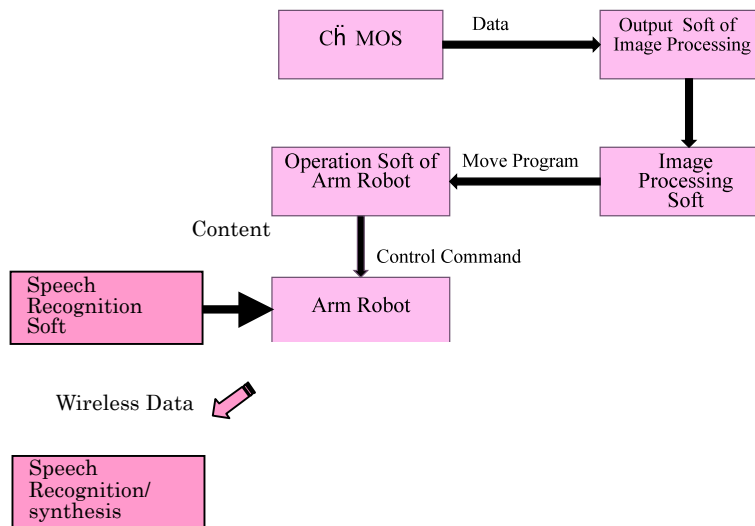 MOS
Data
Output Soft of
Image Processing
Operation Soft of
Arm Robot
Move Program
Image
Processing
Soft
Content
Control Command
Speech
Recognition
Soft
Arm Robot
Wireless Data
Speech
Recognition/
synthesis